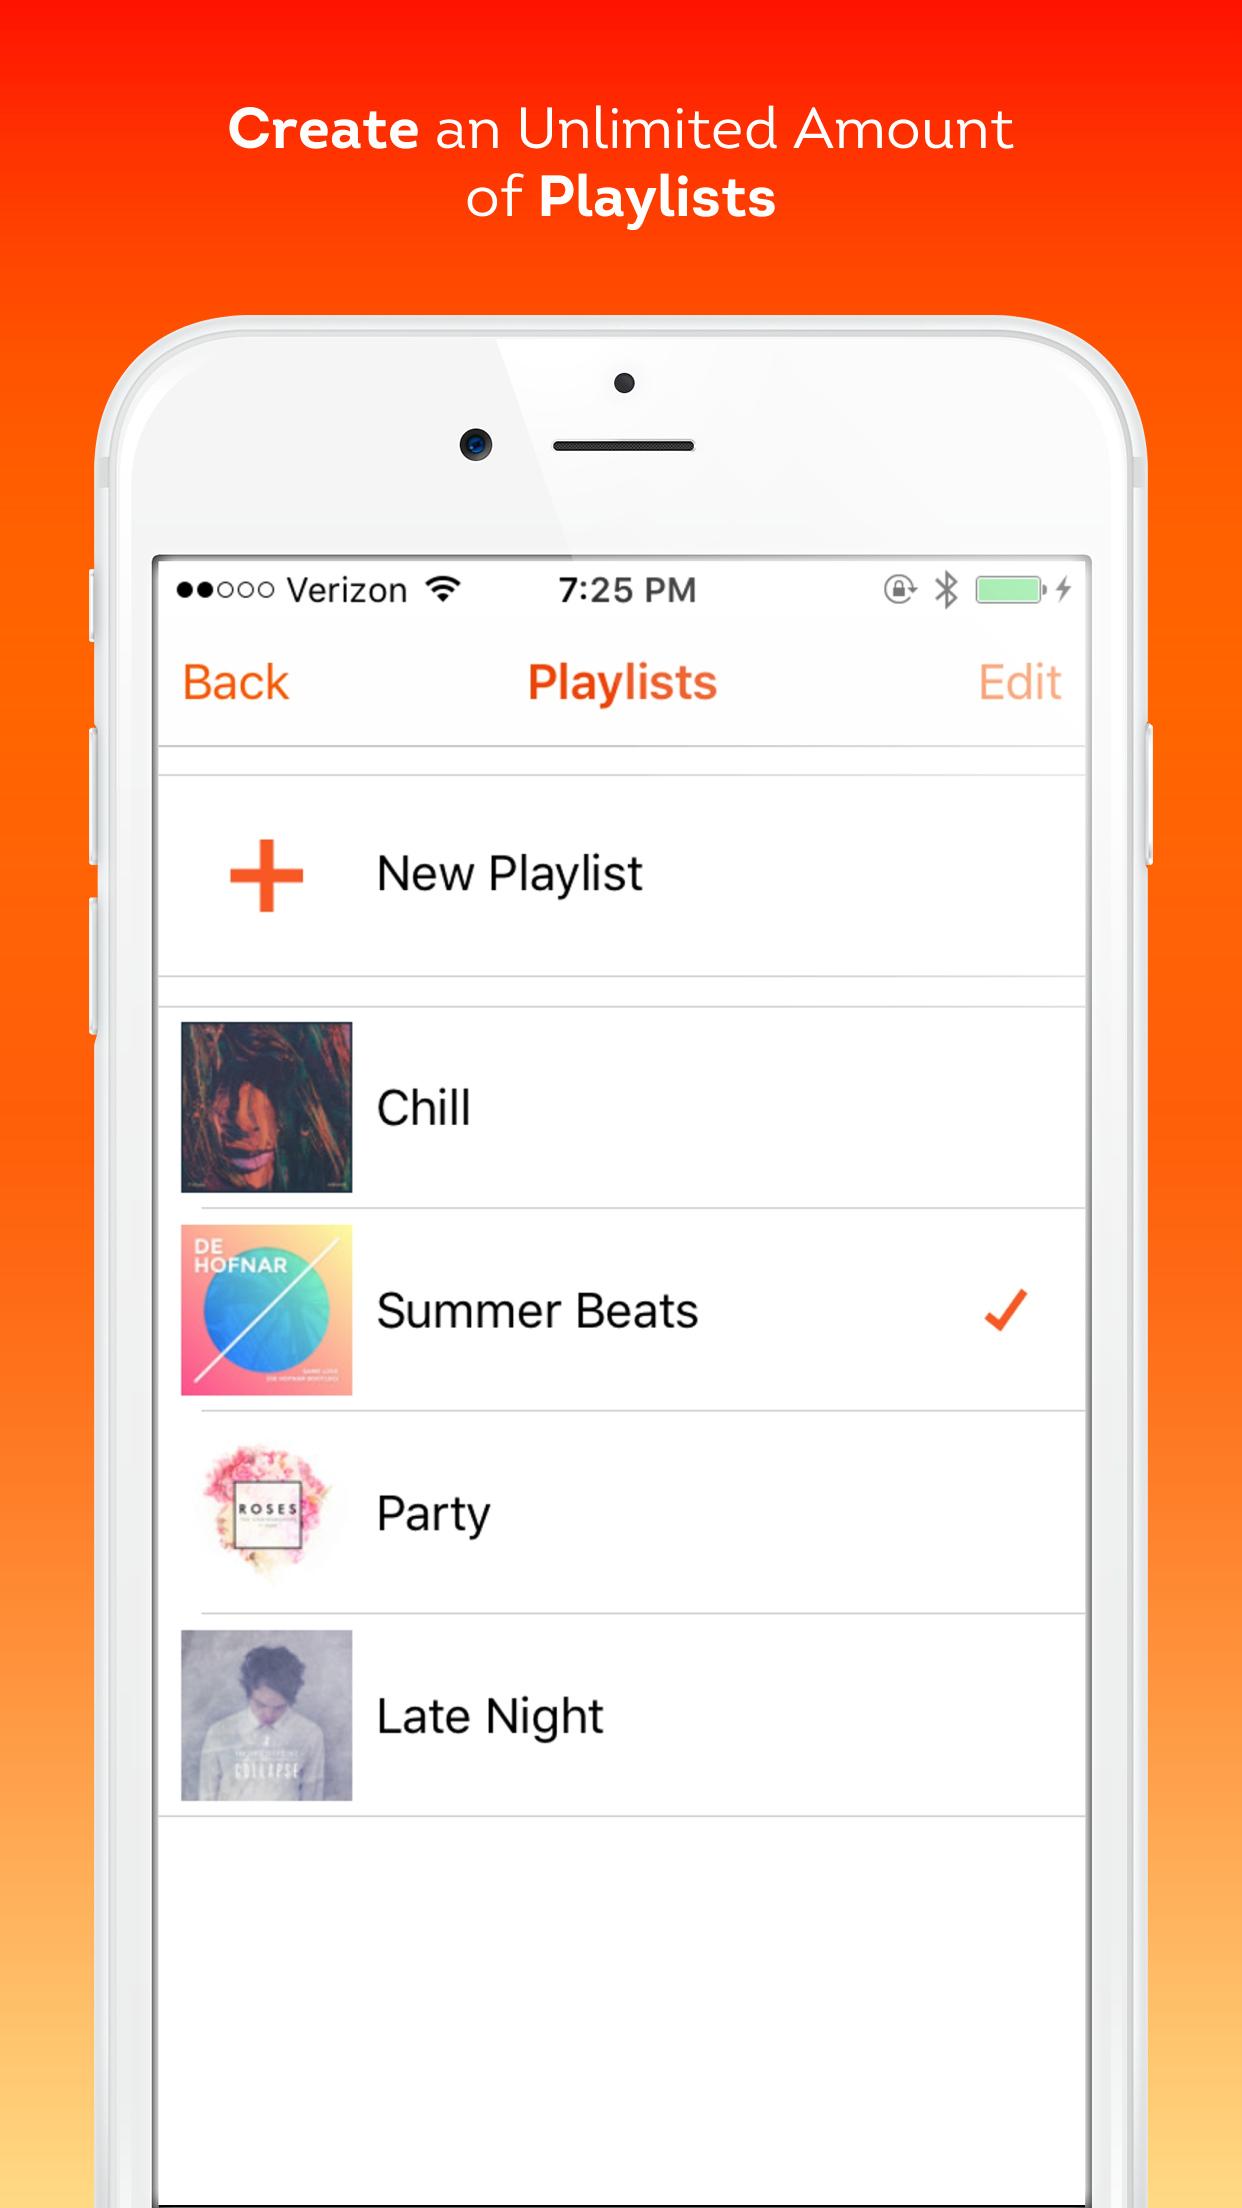 Create an Unlimited Amount
of Playlists
Verizon
7:25 PM
Back
Playlists
Edit
New Playlist
Chill
DE
HOFNAR
Summer Beats
ROSES
Party
COLLAPSE
Late Night